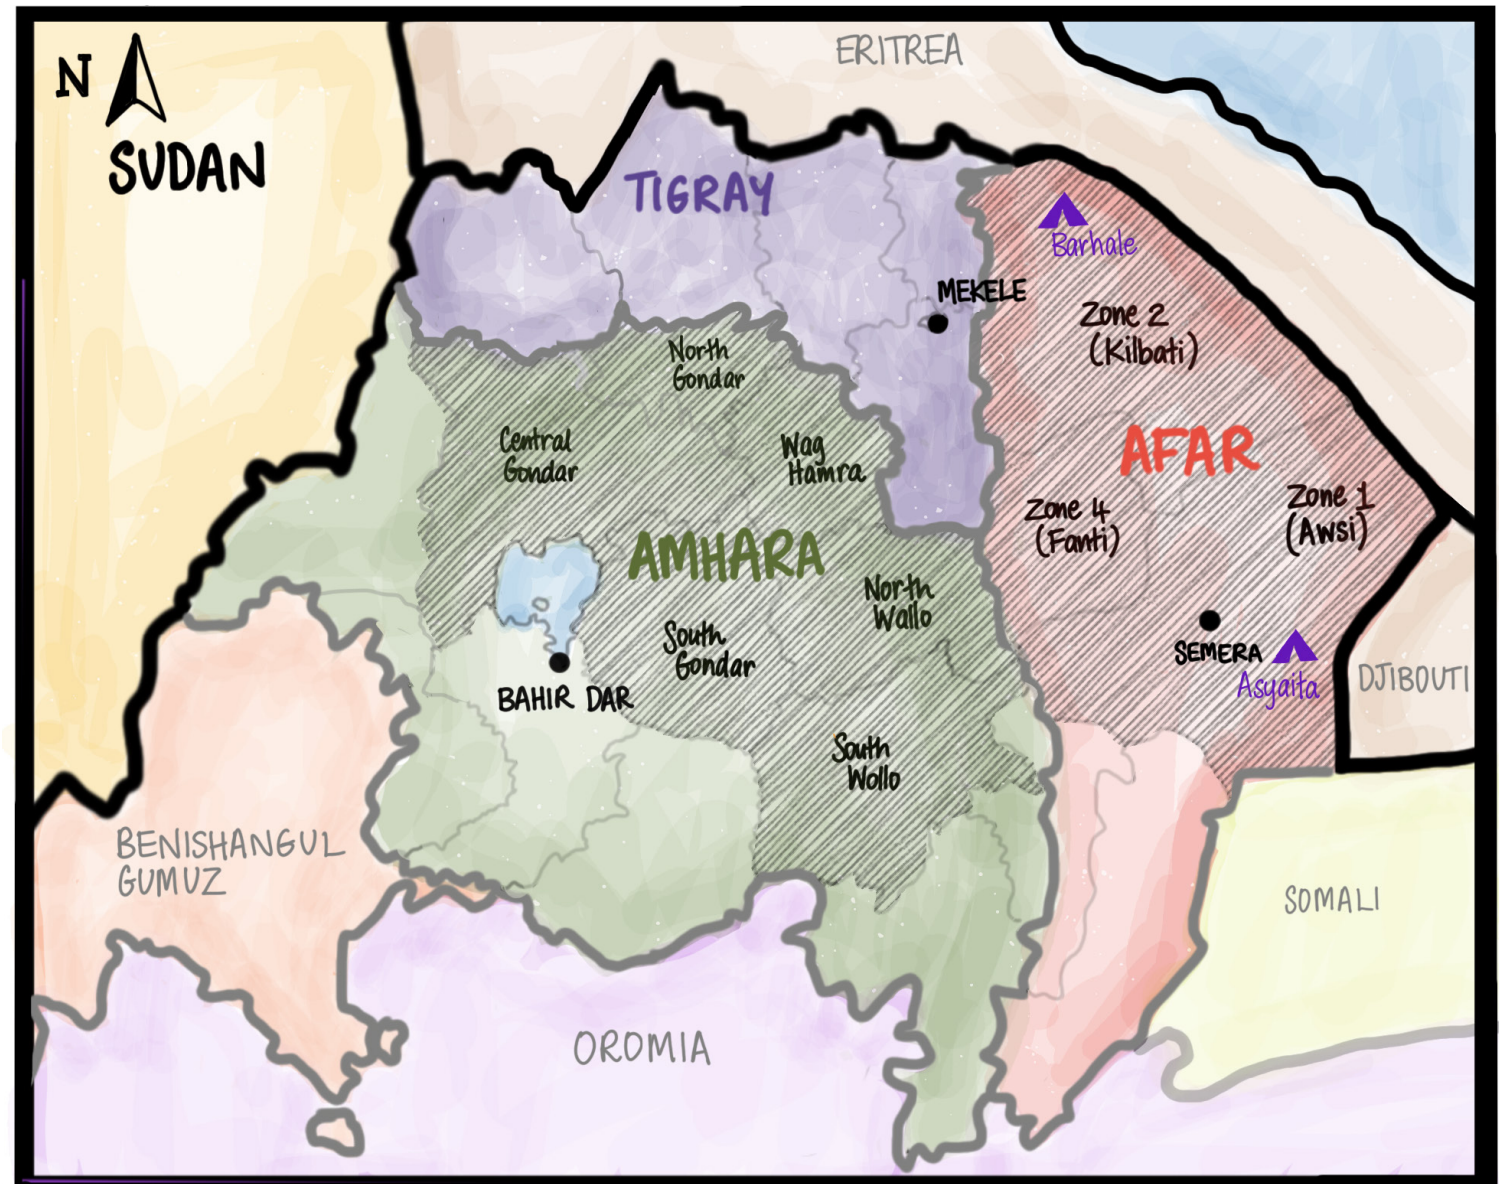 ERITREA
N
SUDAN
TIGRAY
Barhale
MEKELE
Zone 2
(Kilbati)
North
Gondar
Central
Gondar
Wag
Hamra
AFAR
Zone 4
(Fanti)
Zone 1
(Awsi)
AMHARA
North
Wallo
South
Gondar
SEMERA
Asyaita
DJIBOUTI
BAHIR DAR
South
Wollo
BENISHANGUL
GUMUZ
SOMALI
OROMIA